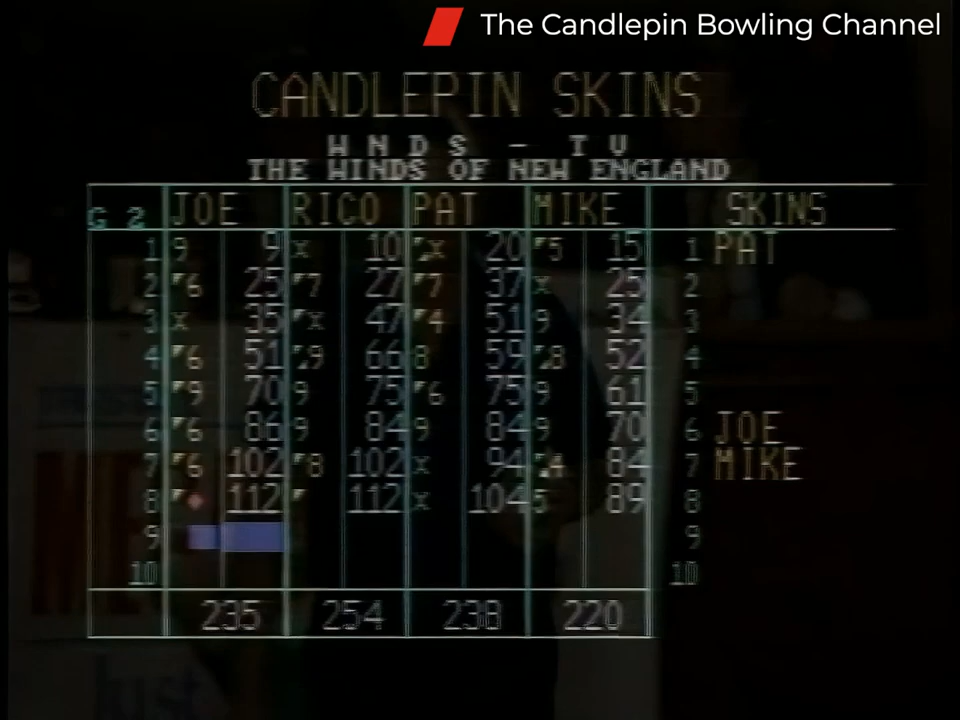 The Candlepin Bowling Channel
CANDLEPIN SKINS
W N D S - T V
THE WINDS OF NEW ENGLAND
G 2 JOE RICO PAT MIKE SKINS
1 9 9 x 10 x 20 5 15 1 PAT
2 6 25 7 27 7 37 x 25 2
3 x 35 x 47 4 51 9 34 3
4 6 51 9 66 8 59 8 52 4
5 9 70 9 75 6 75 9 61 5
6 6 86 9 84 9 84 9 70 6 JOE
7 6 102 8 102 x 94 4 84 7 MIKE
8 112 112 x 104 5 89 8
9 9
10 10
235 254 238 220
Just